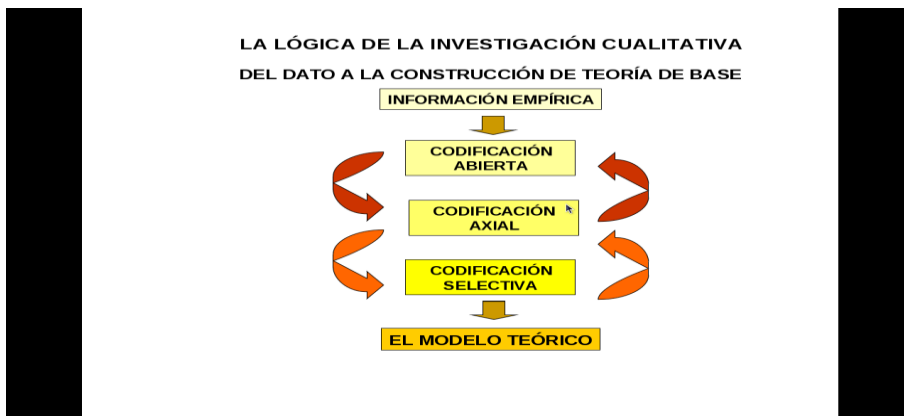 LA LÓGICA DE LA INVESTIGACIÓN CUALITATIVA
DEL DATO A LA CONSTRUCCIÓN DE TEORÍA DE BASE
INFORMACIÓN EMPÍRICA
CODIFICACIÓN
ABIERTA
CODIFICACIÓN
AXIAL
CODIFICACIÓN
SELECTIVA
EL MODELO TEÓRICO